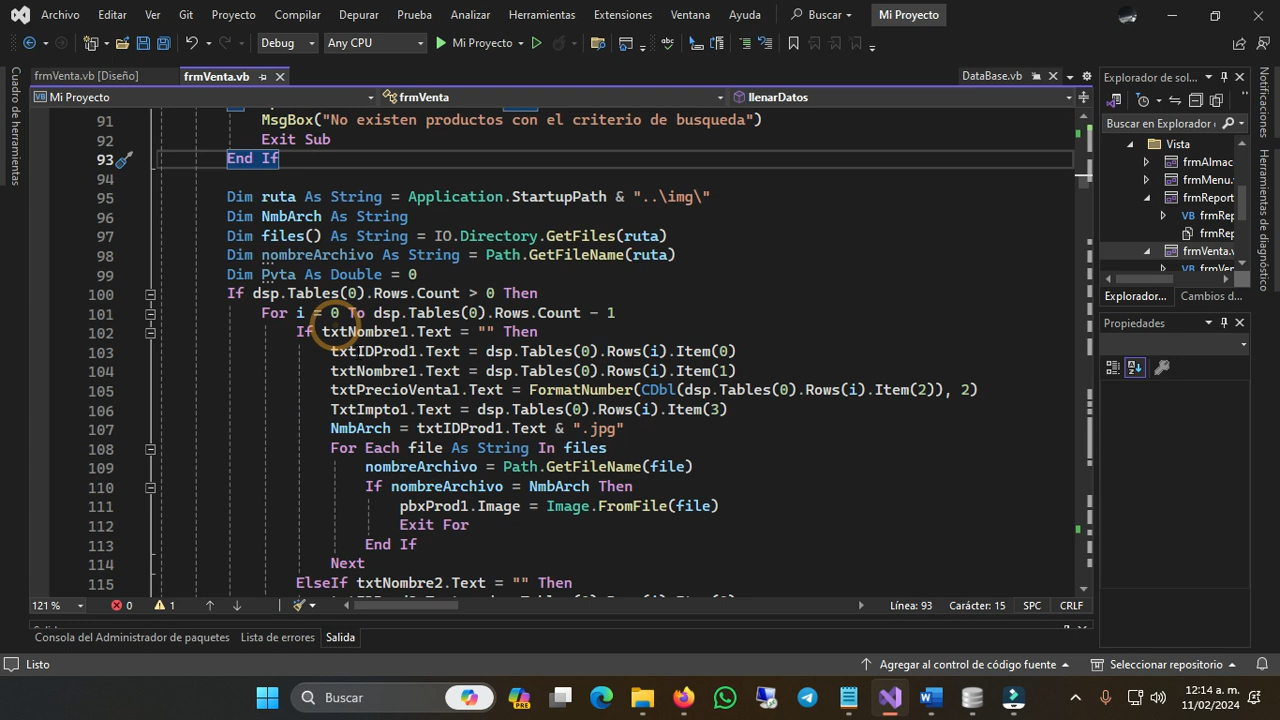 Archivo Editar Ver Git Proyecto Compilar Depurar Prueba Analizar Herramientas Extensiones Ventana Ayuda Buscar Mi Proyecto
Debug Any CPU Mi Proyecto
frmVenta.vb [Diseño] frmVenta.vb DataBase.vb
Mi Proyecto frmVenta llenarDatos
91 MsgBox("No existen productos con el criterio de busqueda")
92 Exit Sub
93 End If
94
95 Dim ruta As String = Application.StartupPath & "..\img\"
96 Dim NmbArch As String
97 Dim files() As String = IO.Directory.GetFiles(ruta)
98 Dim nombreArchivo As String = Path.GetFileName(ruta)
99 Dim Pvta As Double = 0
100 If dsp.Tables(0).Rows.Count > 0 Then
101 For i = 0 To dsp.Tables(0).Rows.Count - 1
102 If txtNombre1.Text = "" Then
103 txtIDProd1.Text = dsp.Tables(0).Rows(i).Item(0)
104 txtNombre1.Text = dsp.Tables(0).Rows(i).Item(1)
105 txtPrecioVenta1.Text = FormatNumber(CDbl(dsp.Tables(0).Rows(i).Item(2)), 2)
106 TxtImpto1.Text = dsp.Tables(0).Rows(i).Item(3)
107 NmbArch = txtIDProd1.Text & ".jpg"
108 For Each file As String In files
109 nombreArchivo = Path.GetFileName(file)
110 If nombreArchivo = NmbArch Then
111 pbxProd1.Image = Image.FromFile(file)
112 Exit For
113 End If
114 Next
115 ElseIf txtNombre2.Text = "" Then
121 % 0 1 Línea: 93 Carácter: 15 SPC CRLF
Consola del Administrador de paquetes Lista de errores Salida
Listo Agregar al control de código fuente Seleccionar repositorio
Cuadro de herramientas
Explorador de sol...
Buscar en Explorador
Vista
frmAlmac
frmMenu.
frmReport
frmRep
frmRep
frmVenta.v
Explorador... Cambios d...
Propiedades
Notificaciones
Buscar PRE 12:14 a. m.
11/02/2024